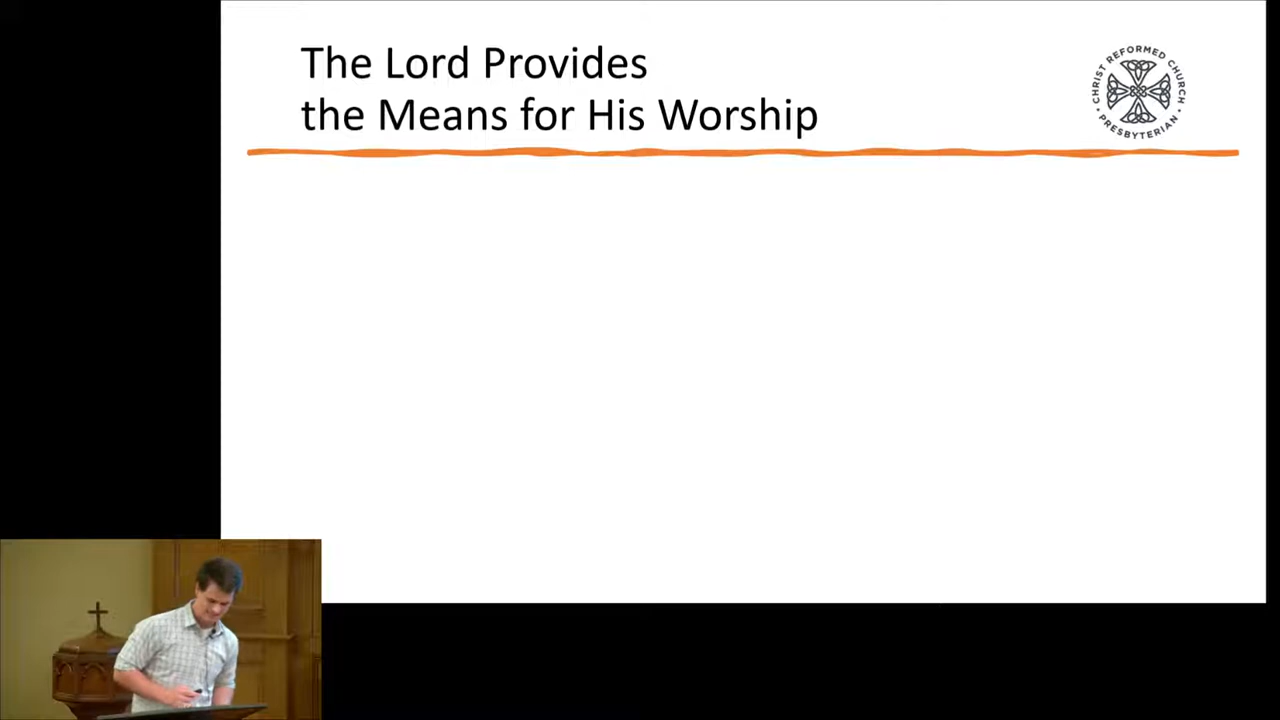 The Lord Provides
the Means for His Worship
CHRIST REFORMED CHURCH
• PRESBYTERIAN •